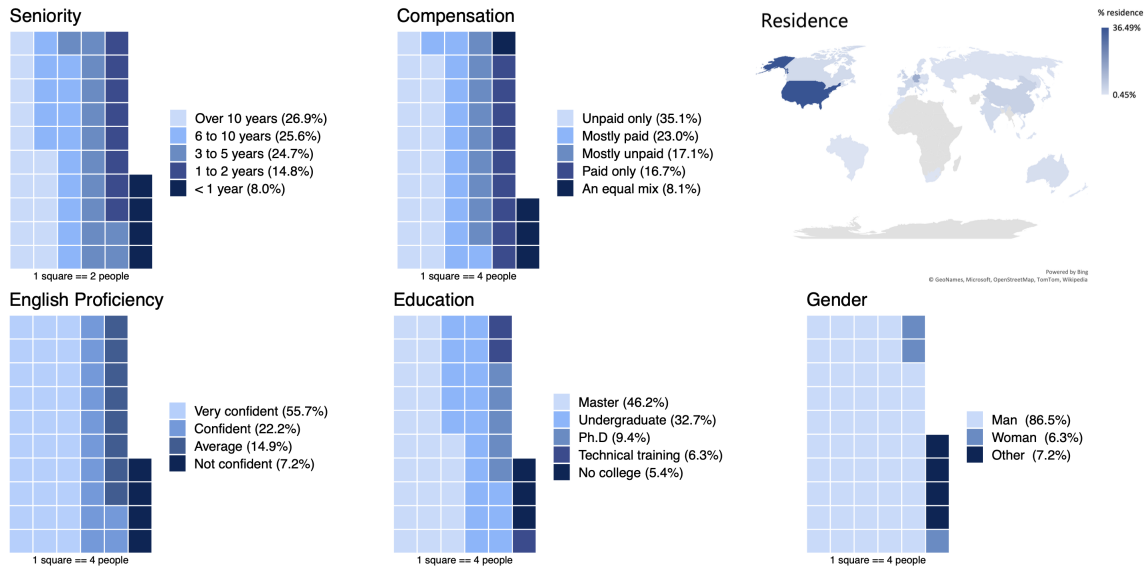 Seniority
Over 10 years (26.9%)
6 to 10 years (25.6%)
3 to 5 years (24.7%)
1 to 2 years (14.8%)
< 1 year (8.0%)
1 square == 2 people
Compensation
Unpaid only (35.1%)
Mostly paid (23.0%)
Mostly unpaid (17.1%)
Paid only (16.7%)
An equal mix (8.1%)
1 square == 4 people
Residence
% residence
36.49%
0.45%
Powered by Bing
© GeoNames, Microsoft, OpenStreetMap, TomTom, Wikipedia
English Proficiency
Very confident (55.7%)
Confident (22.2%)
Average (14.9%)
Not confident (7.2%)
1 square == 4 people
Education
Master (46.2%)
Undergraduate (32.7%)
Ph.D (9.4%)
Technical training (6.3%)
No college (5.4%)
1 square == 4 people
Gender
Man (86.5%)
Woman (6.3%)
Other (7.2%)
1 square == 4 people